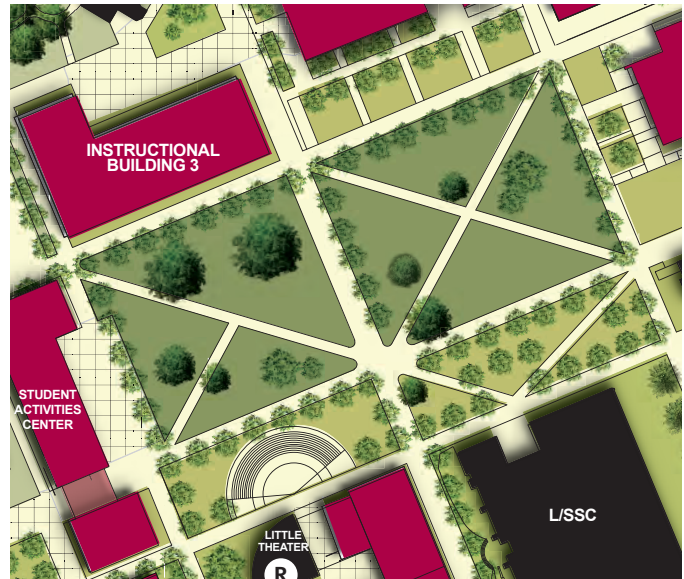 INSTRUCTIONAL
BUILDING 3
STUDENT
ACTIVITIES
CENTER
L/SSC
LITTLE
THEATER
R